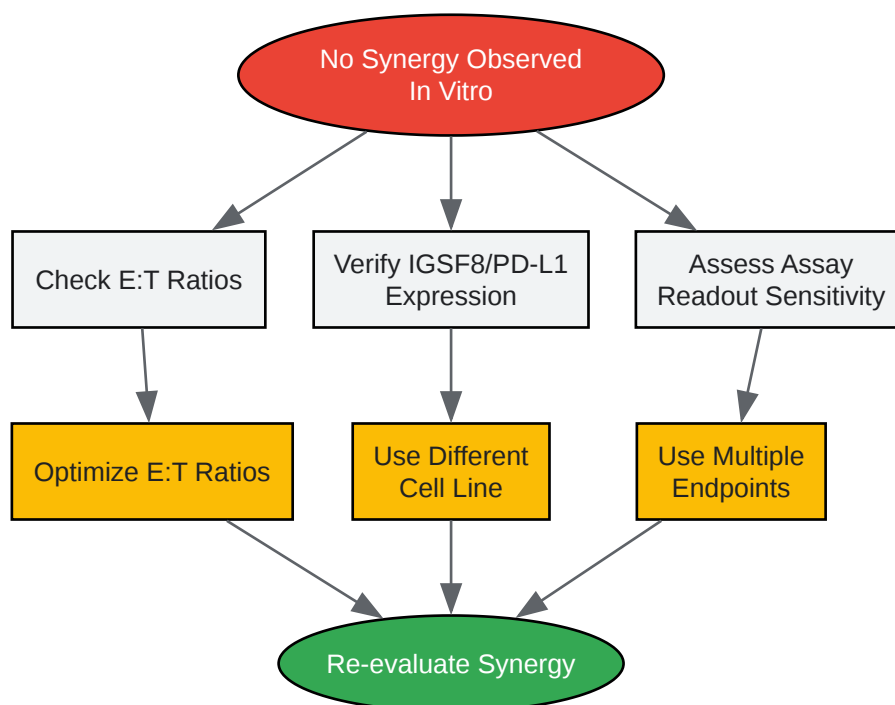 No Synergy Observed
In Vitro
Check E:T Ratios
Verify IGSF8/PD-L1
Expression
Assess Assay
Readout Sensitivity
Optimize E:T Ratios
Use Different
Cell Line
Use Multiple
Endpoints
Re-evaluate Synergy